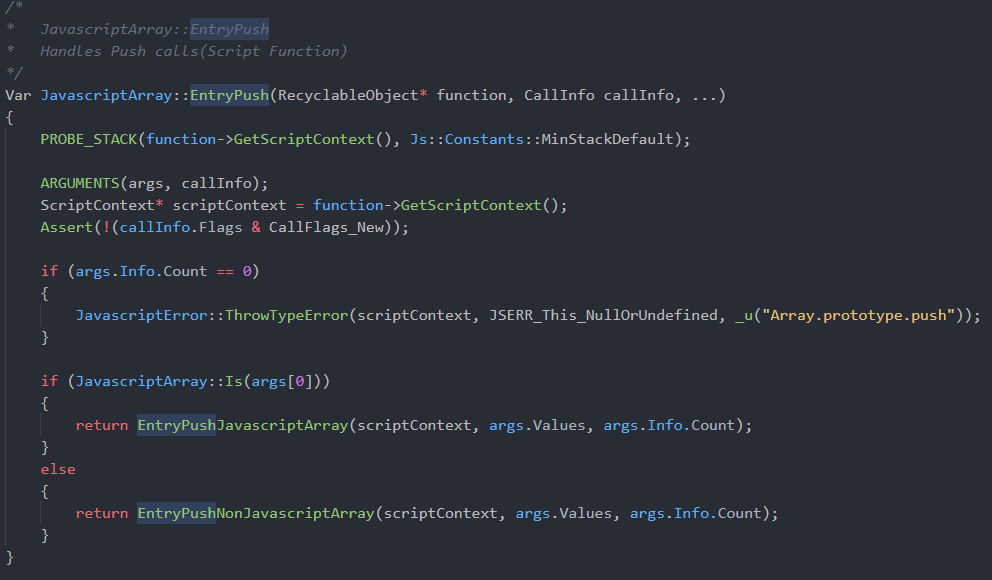 /*
*   JavascriptArray::EntryPush
*   Handles Push calls(Script Function)
*/
Var JavascriptArray::EntryPush(RecyclableObject* function, CallInfo callInfo, ...)
{
    PROBE_STACK(function->GetScriptContext(), Js::Constants::MinStackDefault);

    ARGUMENTS(args, callInfo);
    ScriptContext* scriptContext = function->GetScriptContext();
    Assert(!(callInfo.Flags & CallFlags_New));

    if (args.Info.Count == 0)
    {
        JavascriptError::ThrowTypeError(scriptContext, JSERR_This_NullOrUndefined, _u("Array.prototype.push"));
    }

    if (JavascriptArray::Is(args[0]))
    {
        return EntryPushJavascriptArray(scriptContext, args.Values, args.Info.Count);
    }
    else
    {
        return EntryPushNonJavascriptArray(scriptContext, args.Values, args.Info.Count);
    }
}